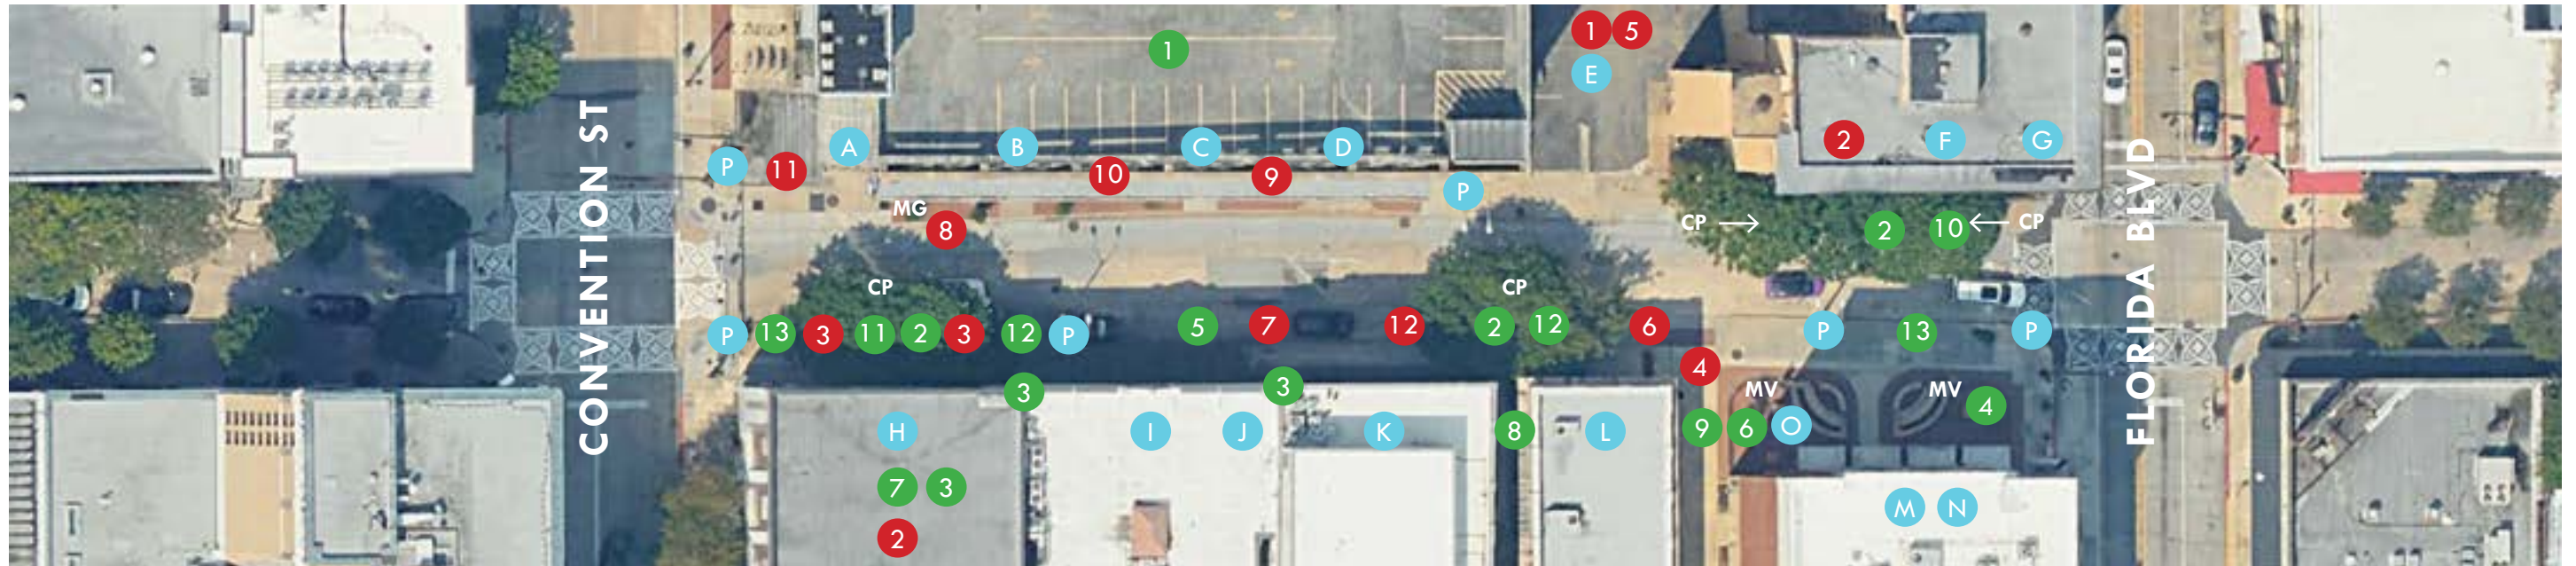 CONVENTION ST
FLORIDA BLVD
1
1 5
E
P 11 A B 10 C 9 D P 2 F G
MG
8
CP → 2 10 ← CP
CP
CP
P 13 3 11 2 3 12 P 5 7 12 2 12 6 P 13 P
3 3 4
MV MV
4
H I J K 8 L 9 6 O
7 3
M N
2